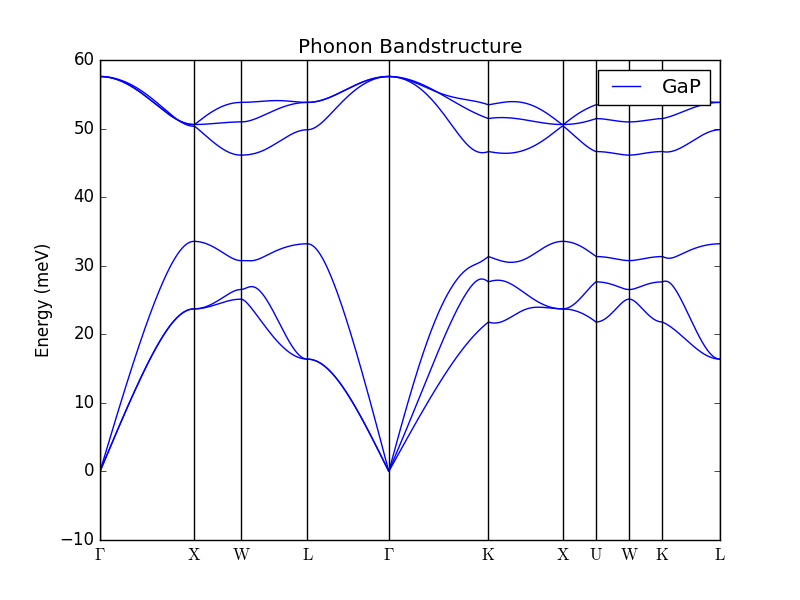 Phonon Bandstructure
GaP
Energy (meV)
60
50
40
30
20
10
0
−10
Γ X W L Γ K X U W K L